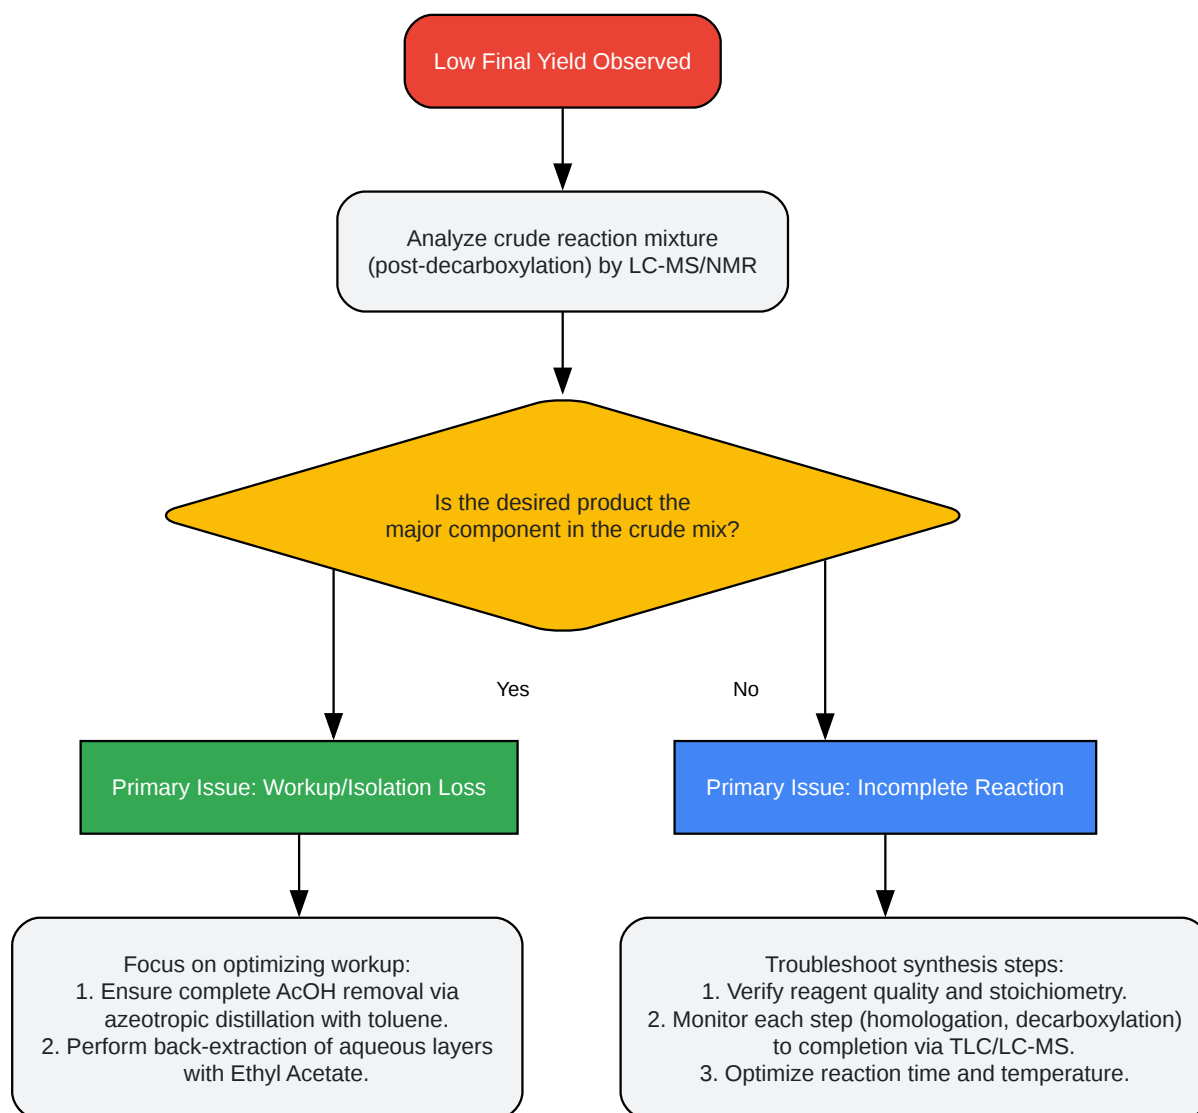 Low Final Yield Observed
Analyze crude reaction mixture
(post-decarboxylation) by LC-MS/NMR
Is the desired product the
major component in the crude mix?
Yes
No
Primary Issue: Workup/Isolation Loss
Primary Issue: Incomplete Reaction
Focus on optimizing workup:
1. Ensure complete AcOH removal via
azeotropic distillation with toluene.
2. Perform back-extraction of aqueous layers
with Ethyl Acetate.
Troubleshoot synthesis steps:
1. Verify reagent quality and stoichiometry.
2. Monitor each step (homologation, decarboxylation)
to completion via TLC/LC-MS.
3. Optimize reaction time and temperature.